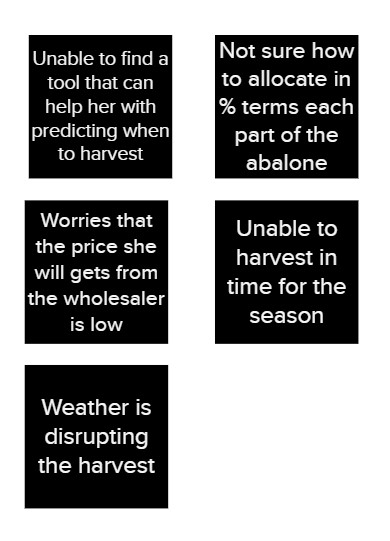 Unable to find a
tool that can
help her with
predicting when
to harvest
Not sure how
to allocate in
% terms each
part of the
abalone
Worries that
the price she
will gets from
the wholesaler
is low
Unable to
harvest in
time for the
season
Weather is
disrupting
the harvest